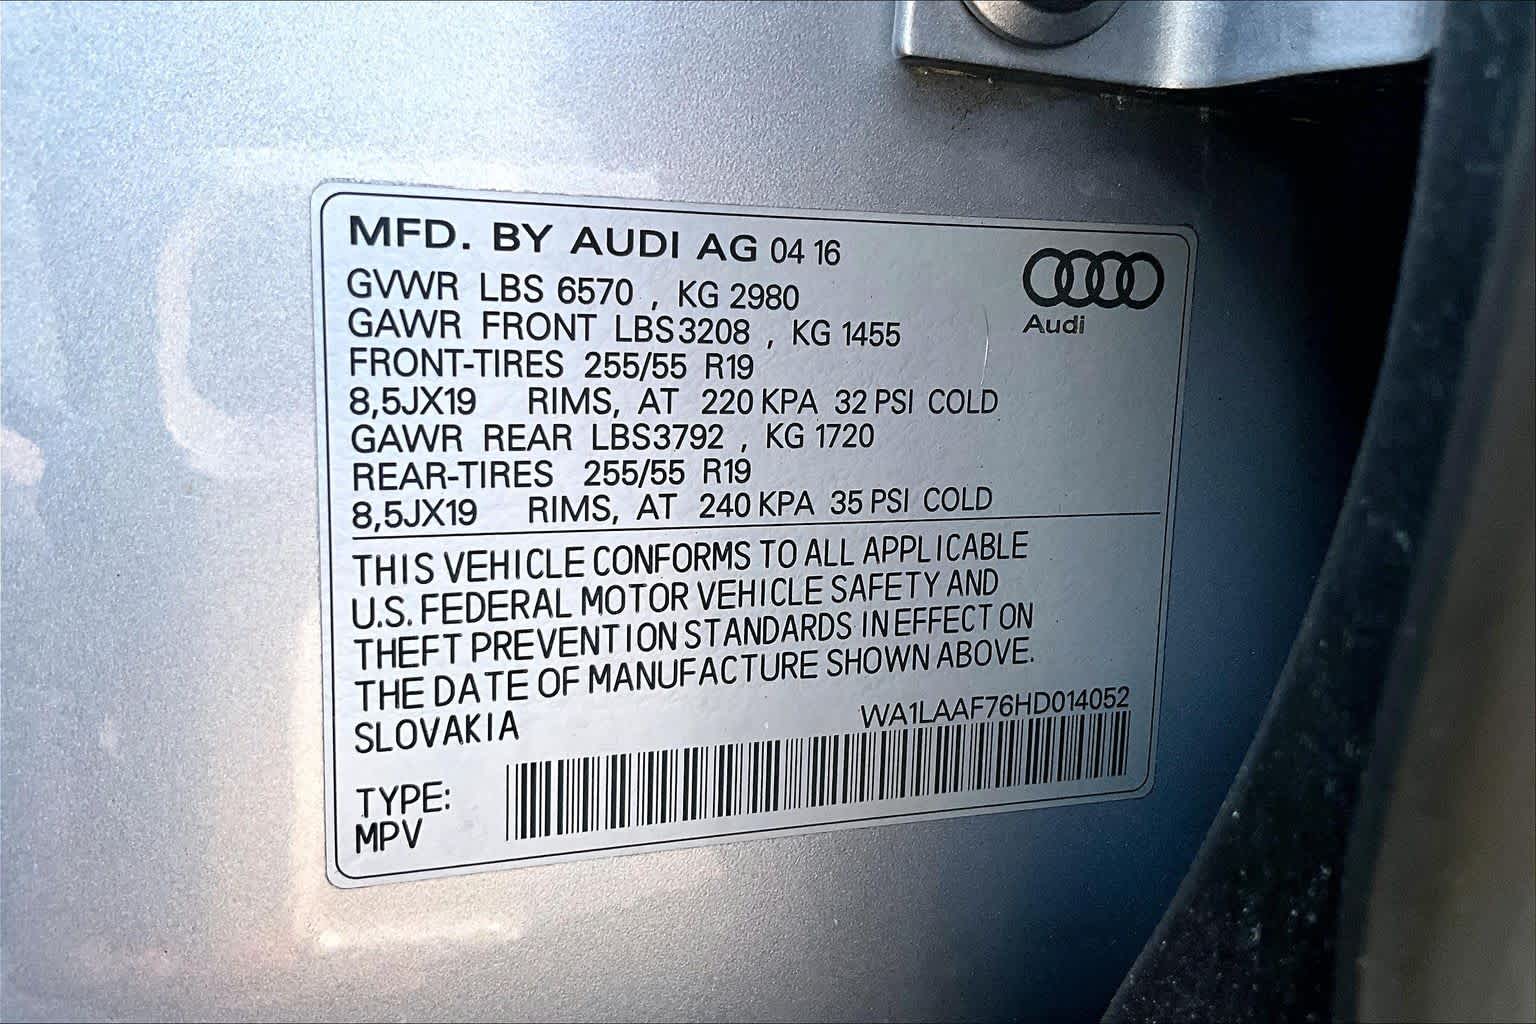 MFD. BY AUDI AG 04 16
GVWR LBS 6570 , KG 2980
GAWR FRONT LBS3208 , KG 1455
FRONT-TIRES 255/55 R19
8,5JX19 RIMS, AT 220 KPA 32 PSI COLD
GAWR REAR LBS3792 , KG 1720
REAR-TIRES 255/55 R19
8,5JX19 RIMS, AT 240 KPA 35 PSI COLD
Audi
THIS VEHICLE CONFORMS TO ALL APPLICABLE
U.S. FEDERAL MOTOR VEHICLE SAFETY AND
THEFT PREVENTION STANDARDS IN EFFECT ON
THE DATE OF MANUFACTURE SHOWN ABOVE.
SLOVAKIA
WA1LAAF76HD014052
TYPE:
MPV